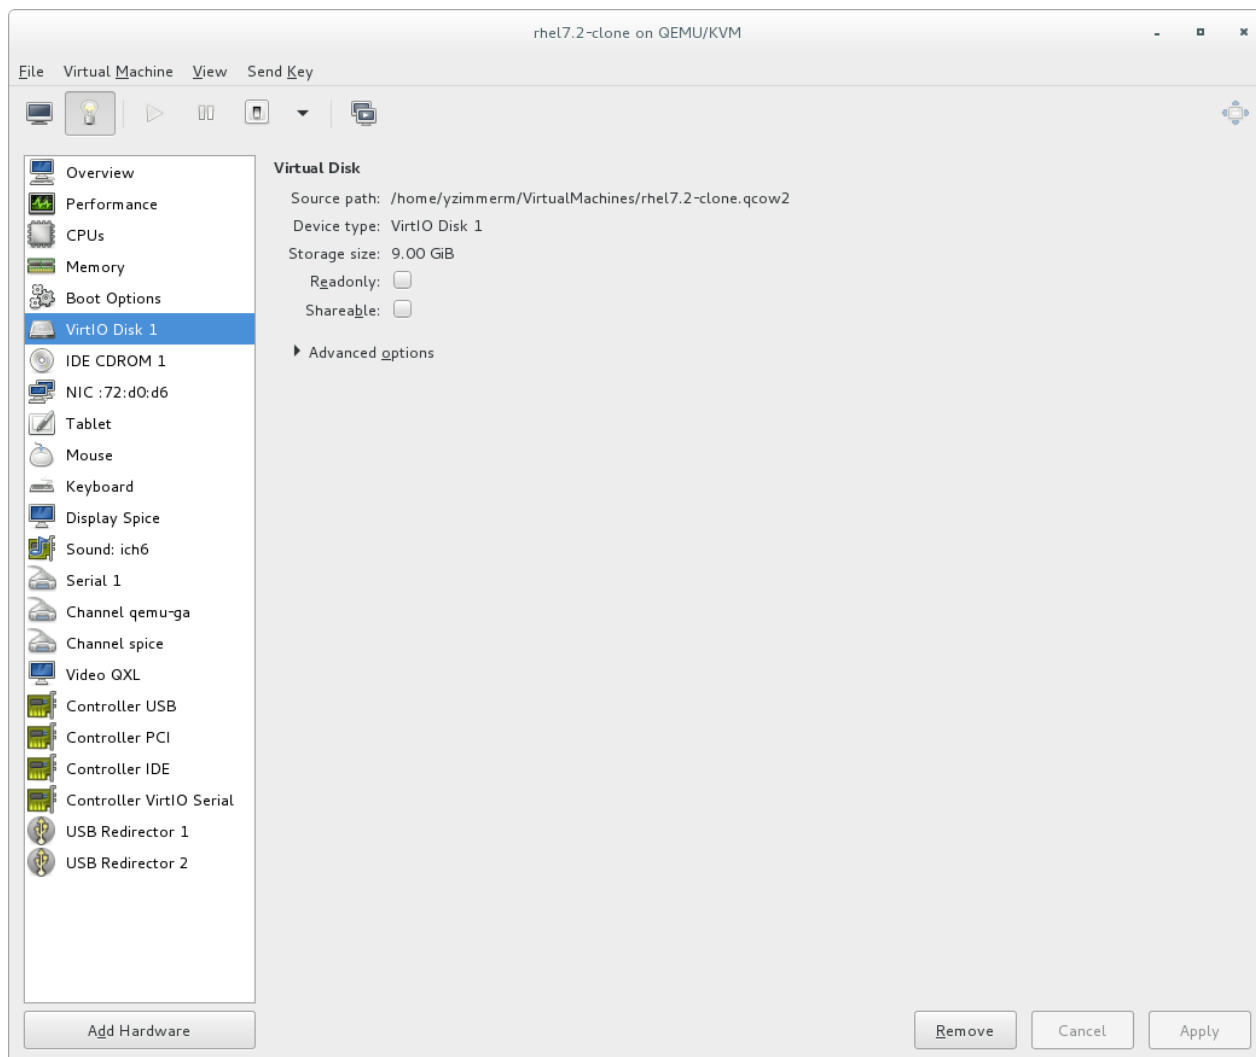 rhel7.2-clone on QEMU/KVM
File Virtual Machine View Send Key
Overview
Performance
CPUs
Memory
Boot Options
VirtIO Disk 1
IDE CDROM 1
NIC :72:d0:d6
Tablet
Mouse
Keyboard
Display Spice
Sound: ich6
Serial 1
Channel qemu-ga
Channel spice
Video QXL
Controller USB
Controller PCI
Controller IDE
Controller VirtIO Serial
USB Redirector 1
USB Redirector 2
Add Hardware
Virtual Disk
Source path: /home/yzimmerm/VirtualMachines/rhel7.2-clone.qcow2
Device type: VirtIO Disk 1
Storage size: 9.00 GiB
Readonly:
Shareable:
Advanced options
Remove Cancel Apply